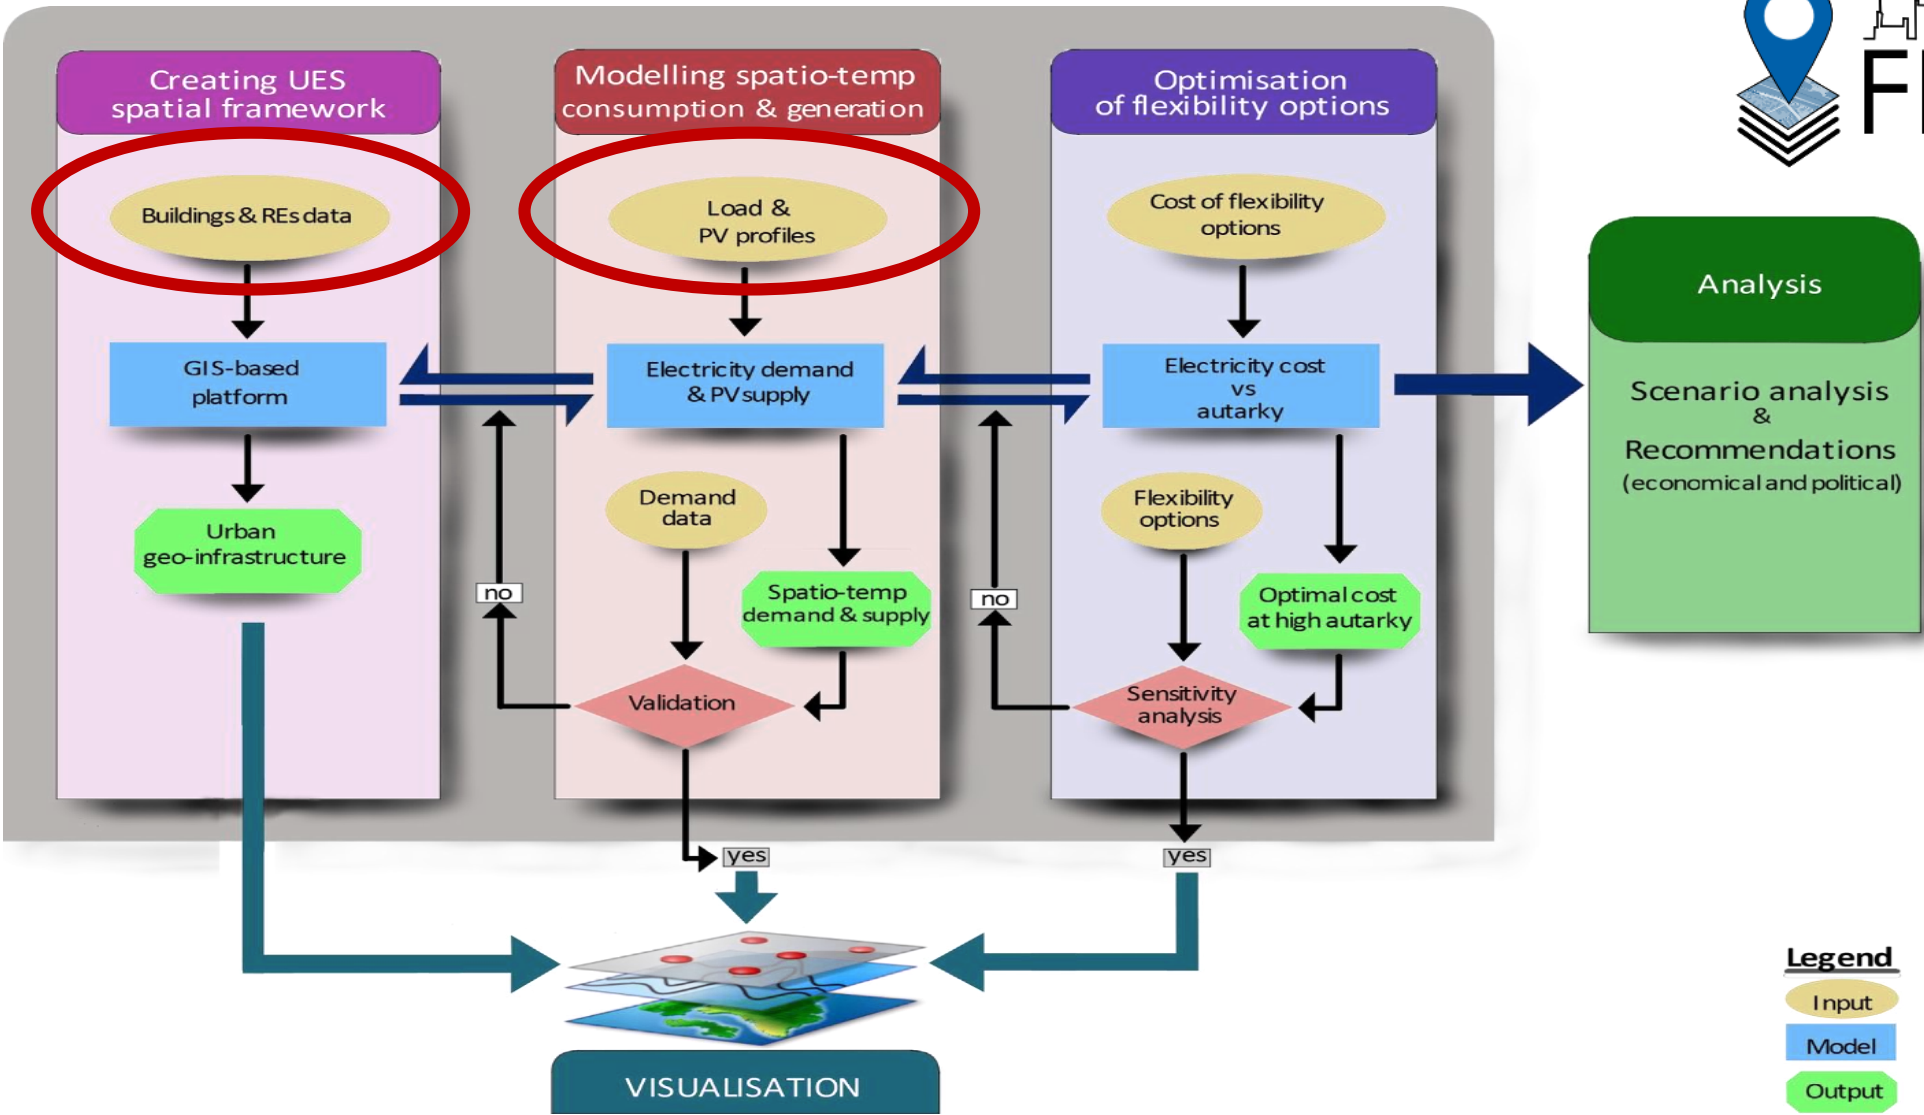 Creating UES
spatial framework
Buildings & REs data
GIS-based
platform
Urban
geo-infrastructure
Modelling spatio-temp
consumption & generation
Load &
PV profiles
Electricity demand
& PV supply
Demand
data
Spatio-temp
demand & supply
no
Validation
yes
Optimisation
of flexibility options
Cost of flexibility
options
Electricity cost
vs
autarky
Flexibility
options
Optimal cost
at high autarky
no
Sensitivity
analysis
yes
Analysis
Scenario analysis
&
Recommendations
(economical and political)
VISUALISATION
Legend
Input
Model
Output